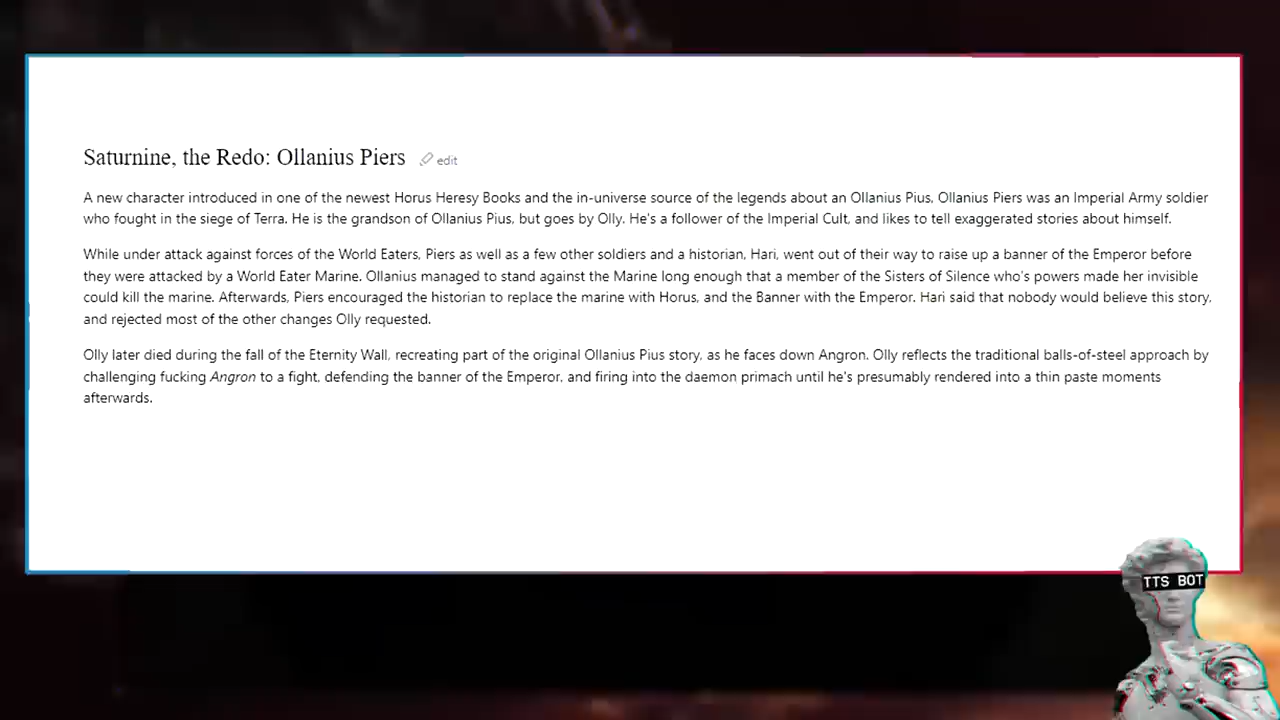 Saturnine, the Redo: Ollanius Piers edit
A new character introduced in one of the newest Horus Heresy Books and the in-universe source of the legends about an Ollanius Pius, Ollanius Piers was an Imperial Army soldier
who fought in the siege of Terra. He is the grandson of Ollanius Pius, but goes by Olly. He's a follower of the Imperial Cult, and likes to tell exaggerated stories about himself.
While under attack against forces of the World Eaters, Piers as well as a few other soldiers and a historian, Hari, went out of their way to raise up a banner of the Emperor before
they were attacked by a World Eater Marine. Ollanius managed to stand against the Marine long enough that a member of the Sisters of Silence who's powers made her invisible
could kill the marine. Afterwards, Piers encouraged the historian to replace the marine with Horus, and the Banner with the Emperor. Hari said that nobody would believe this story,
and rejected most of the other changes Olly requested.
Olly later died during the fall of the Eternity Wall, recreating part of the original Ollanius Pius story, as he faces down Angron. Olly reflects the traditional balls-of-steel approach by
challenging fucking Angron to a fight, defending the banner of the Emperor, and firing into the daemon primach until he's presumably rendered into a thin paste moments
afterwards.
TTS BOT